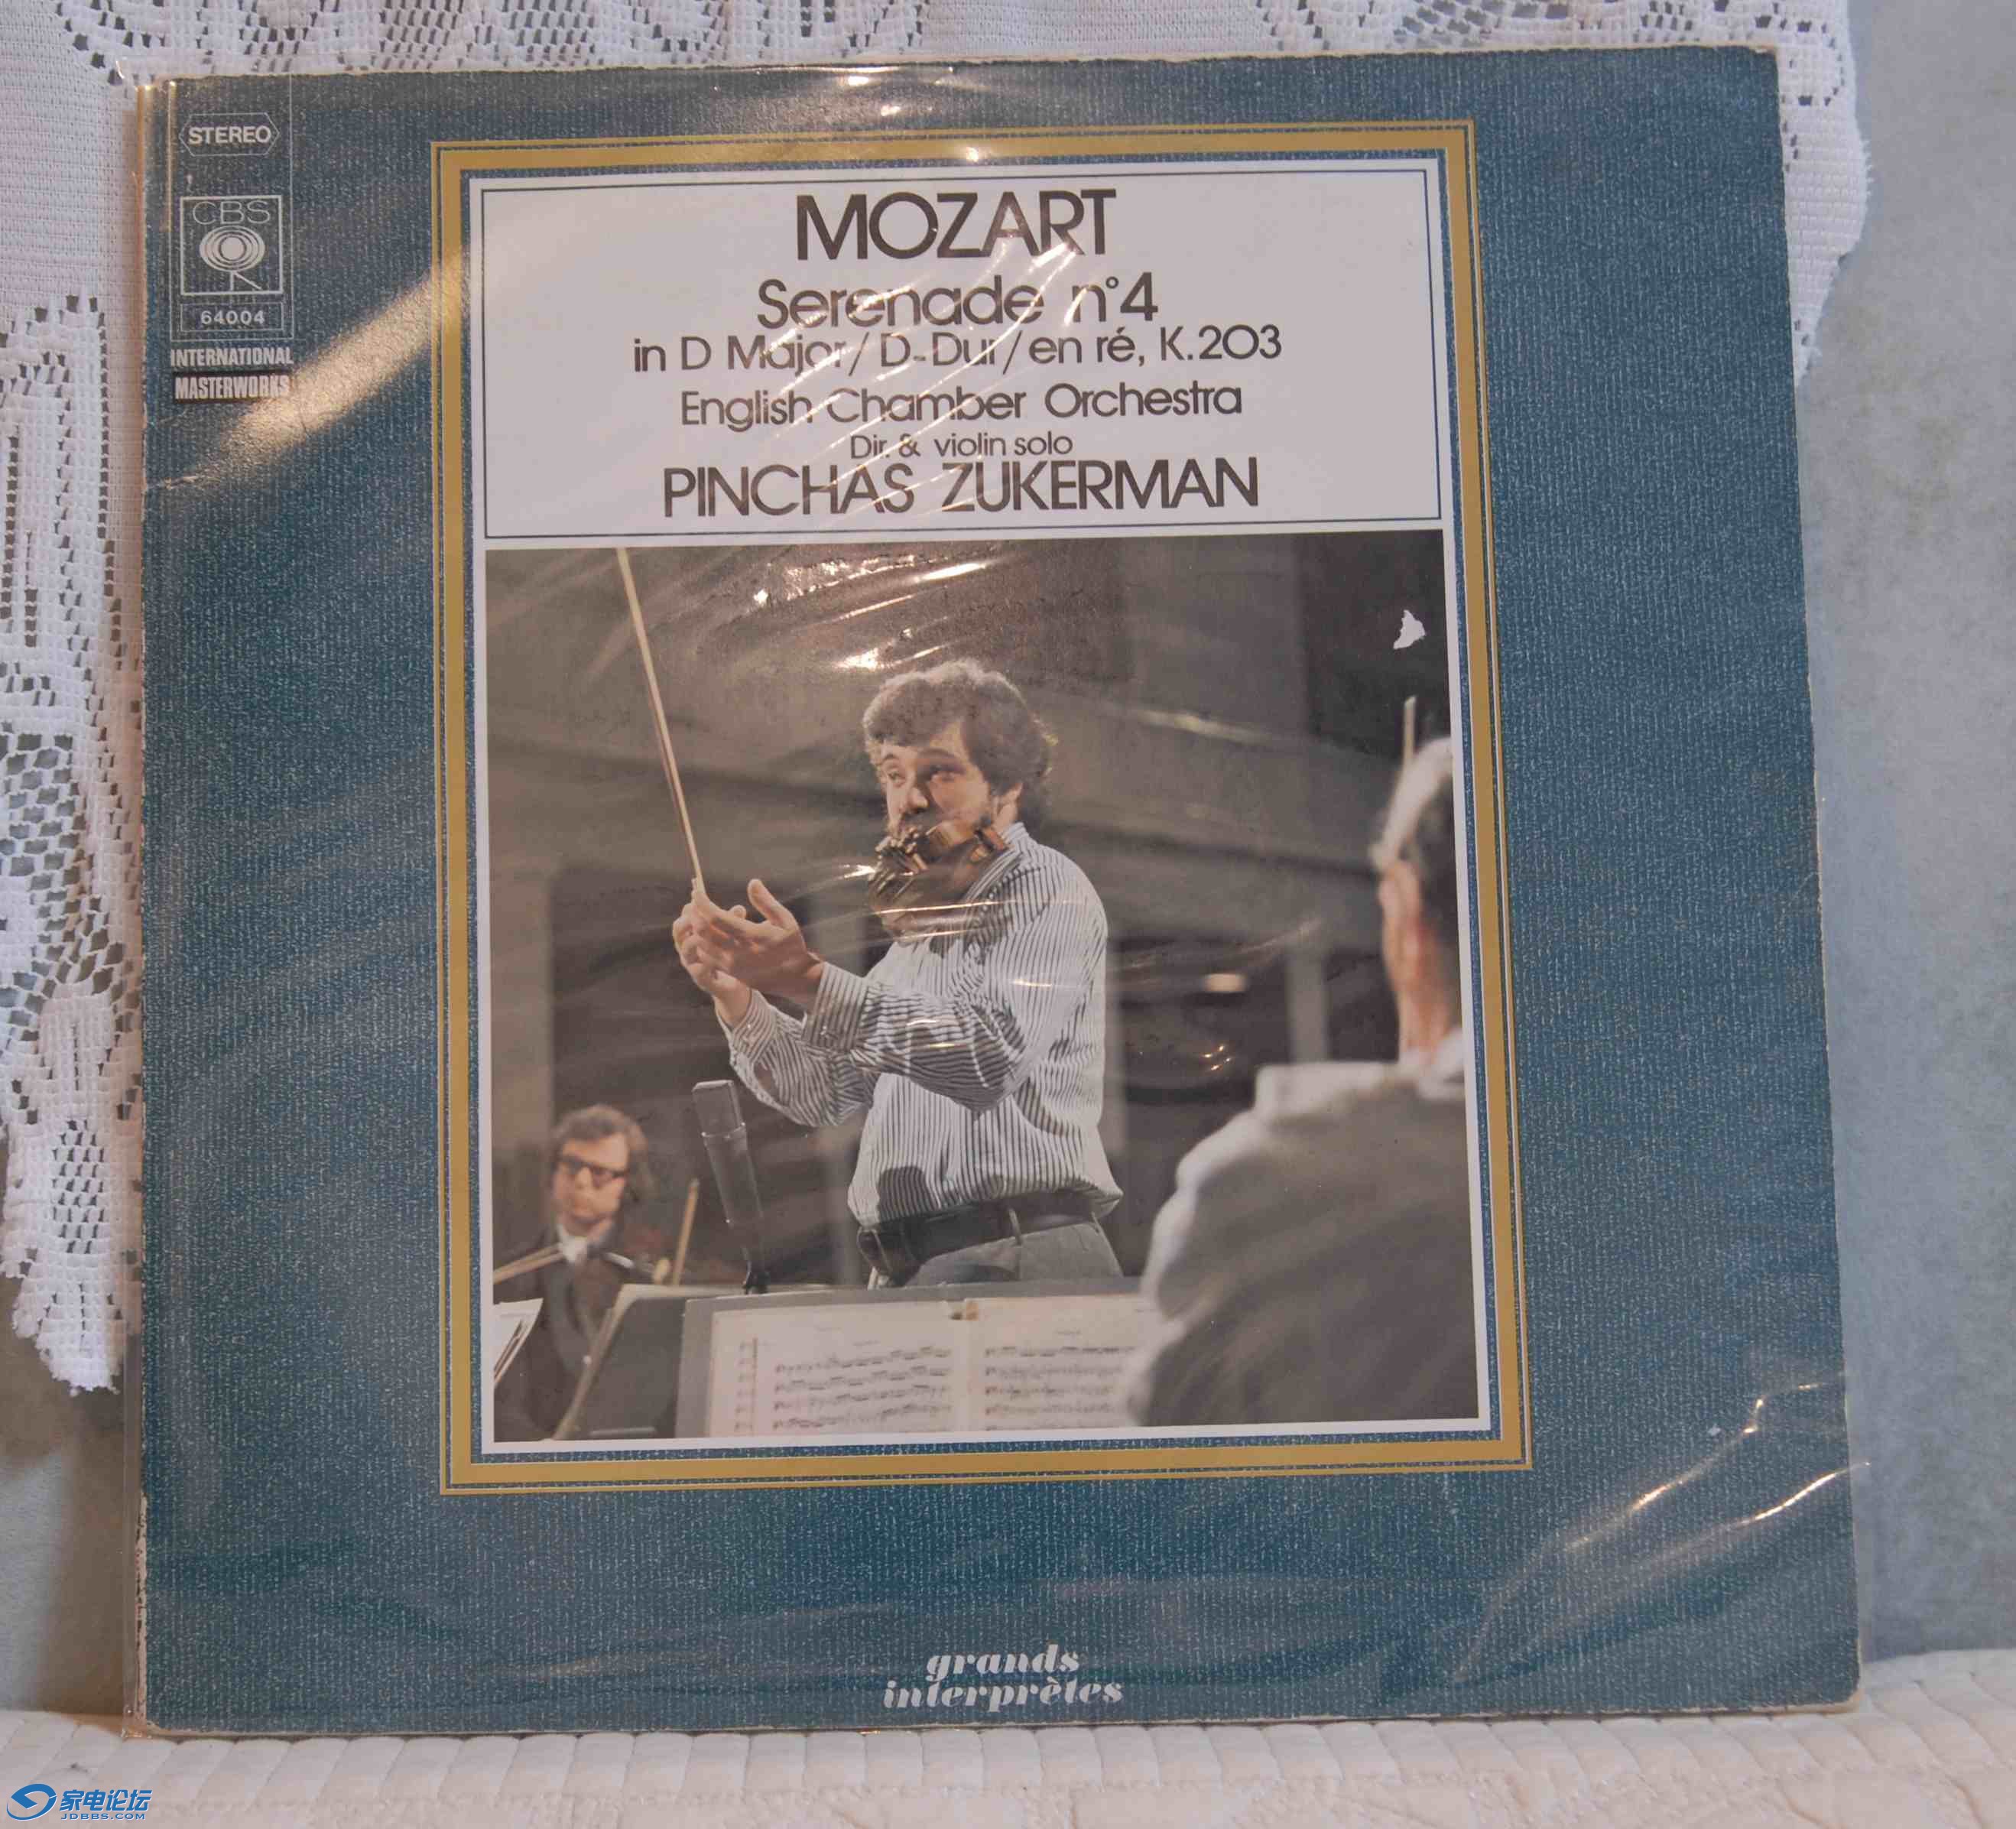 STEREO
CBS
64004
INTERNATIONAL
MASTERWORKS
MOZART
Serenade n°4
in D Major/D-Dur/en ré, K.203
English Chamber Orchestra
Dir. & violin solo
PINCHAS ZUKERMAN
grands
interprètes
家电论坛
JDBBS.COM